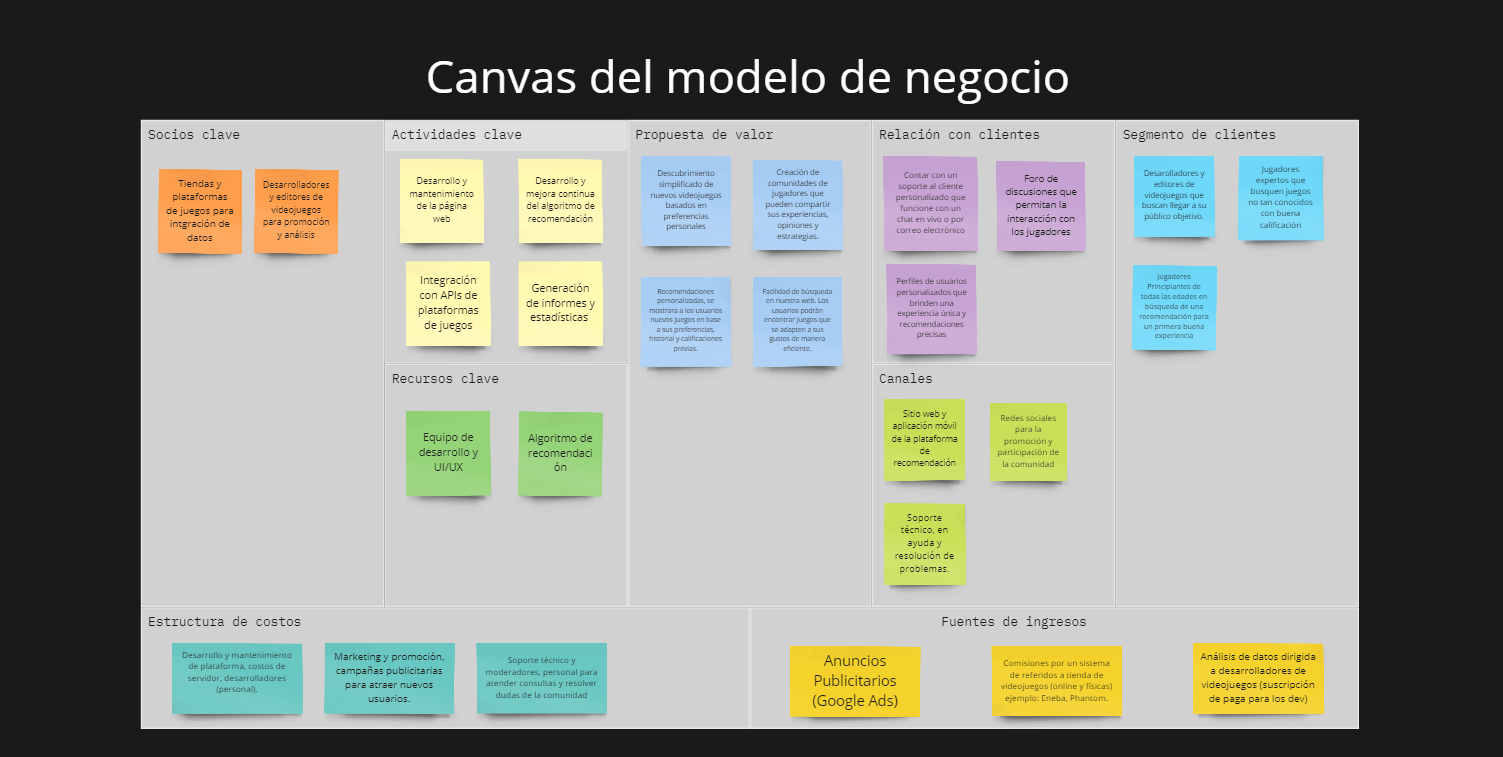 Canvas del modelo de negocio
Socios clave
Tiendas y
plataformas
de juegos para
intgración de
datos
Desarrolladores
y editores de
videojuegos
para promoción
y análisis
Actividades clave
Desarrollo y
mantenimiento
de la página
web
Desarrollo y
mejora continua
del algoritmo de
recomendación
Integración
con APIs de
plataformas
de juegos
Generación
de informes y
estadísticas
Recursos clave
Equipo de
desarrollo y
UI/UX
Algoritmo de
recomendaci
ón
Propuesta de valor
Descubrimiento
simplificado de
nuevos videojuegos
basados en
preferencias
personales
Creación de
comunidades de
jugadores que
pueden compartir
sus experiencias,
opiniones y
estrategias.
Recomendaciones
personalizadas, se
mostrara a los usuarios
nuevos juegos en base
a sus preferencias,
historial y calificaciones
previas.
Facilidad de búsqueda
en nuestra web. Los
usuarios podrán
encontrar juegos que
se adapten a sus
gustos de manera
eficiente.
Relación con clientes
Contar con un
soporte al cliente
personalizado que
funcione con un
chat en vivo o por
correo electrónico
Foro de
discusiones que
permitan la
interacción con
los jugadores
Perfiles de usuarios
personalizados que
brinden una
experiencia única y
recomendaciones
precisas
Canales
Sitio web y
aplicación móvil
de la plataforma
de
recomendación
Redes sociales
para la
promoción y
participación de
la comunidad
Soporte
técnico, en
ayuda y
resolución de
problemas.
Segmento de clientes
Desarolladores y
editores de
videojuegos que
buscan llegar a su
público objetivo.
Jugadores
expertos que
busquen juegos
no tan conocidos
con buena
calificación
Jugadores
Principiantes de
todas las edades en
búsqueda de una
recomendación para
un primera buena
experiencia
Estructura de costos
Desarrollo y mantenimiento
de plataforma, costos de
servidor, desarrolladores
(personal).
Marketing y promoción,
campañas publicitarias
para atraer nuevos
usuarios.
Soporte técnico y
moderadores, personal para
atender consultas y resolver
dudas de la comunidad
Fuentes de ingresos
Anuncios
Publicitarios
(Google Ads)
Comisiones por un sistema
de referidos a tienda de
videojuegos (online y físicas)
ejemplo: Eneba, Phantom.
Análisis de datos dirigida
a desarrolladores de
videojuegos (suscripción
de paga para los dev)